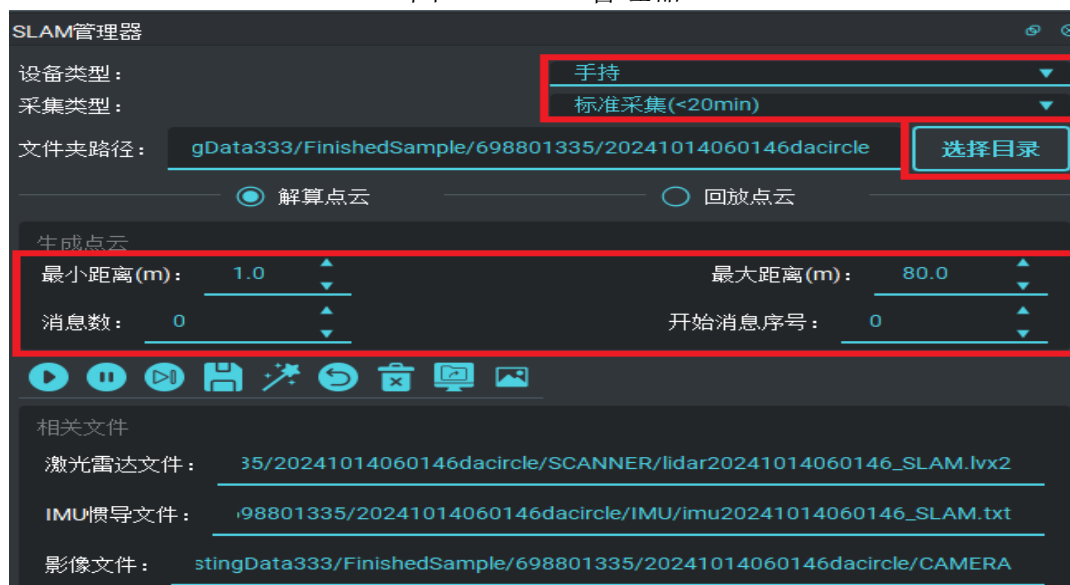 SLAM管理器
设备类型： 手持
采集类型： 标准采集(<20min)
文件夹路径： gData333/FinishedSample/698801335/20241014060146dacircle 选择目录
解算点云 回放点云
生成点云
最小距离(m)： 1.0 最大距离(m)： 80.0
消息数： 0 开始消息序号： 0
相关文件
激光雷达文件： 35/20241014060146dacircle/SCANNER/lidar20241014060146_SLAM.lvx2
IMU惯导文件： 98801335/20241014060146dacircle/IMU/imu20241014060146_SLAM.txt
影像文件： stingData333/FinishedSample/698801335/20241014060146dacircle/CAMERA